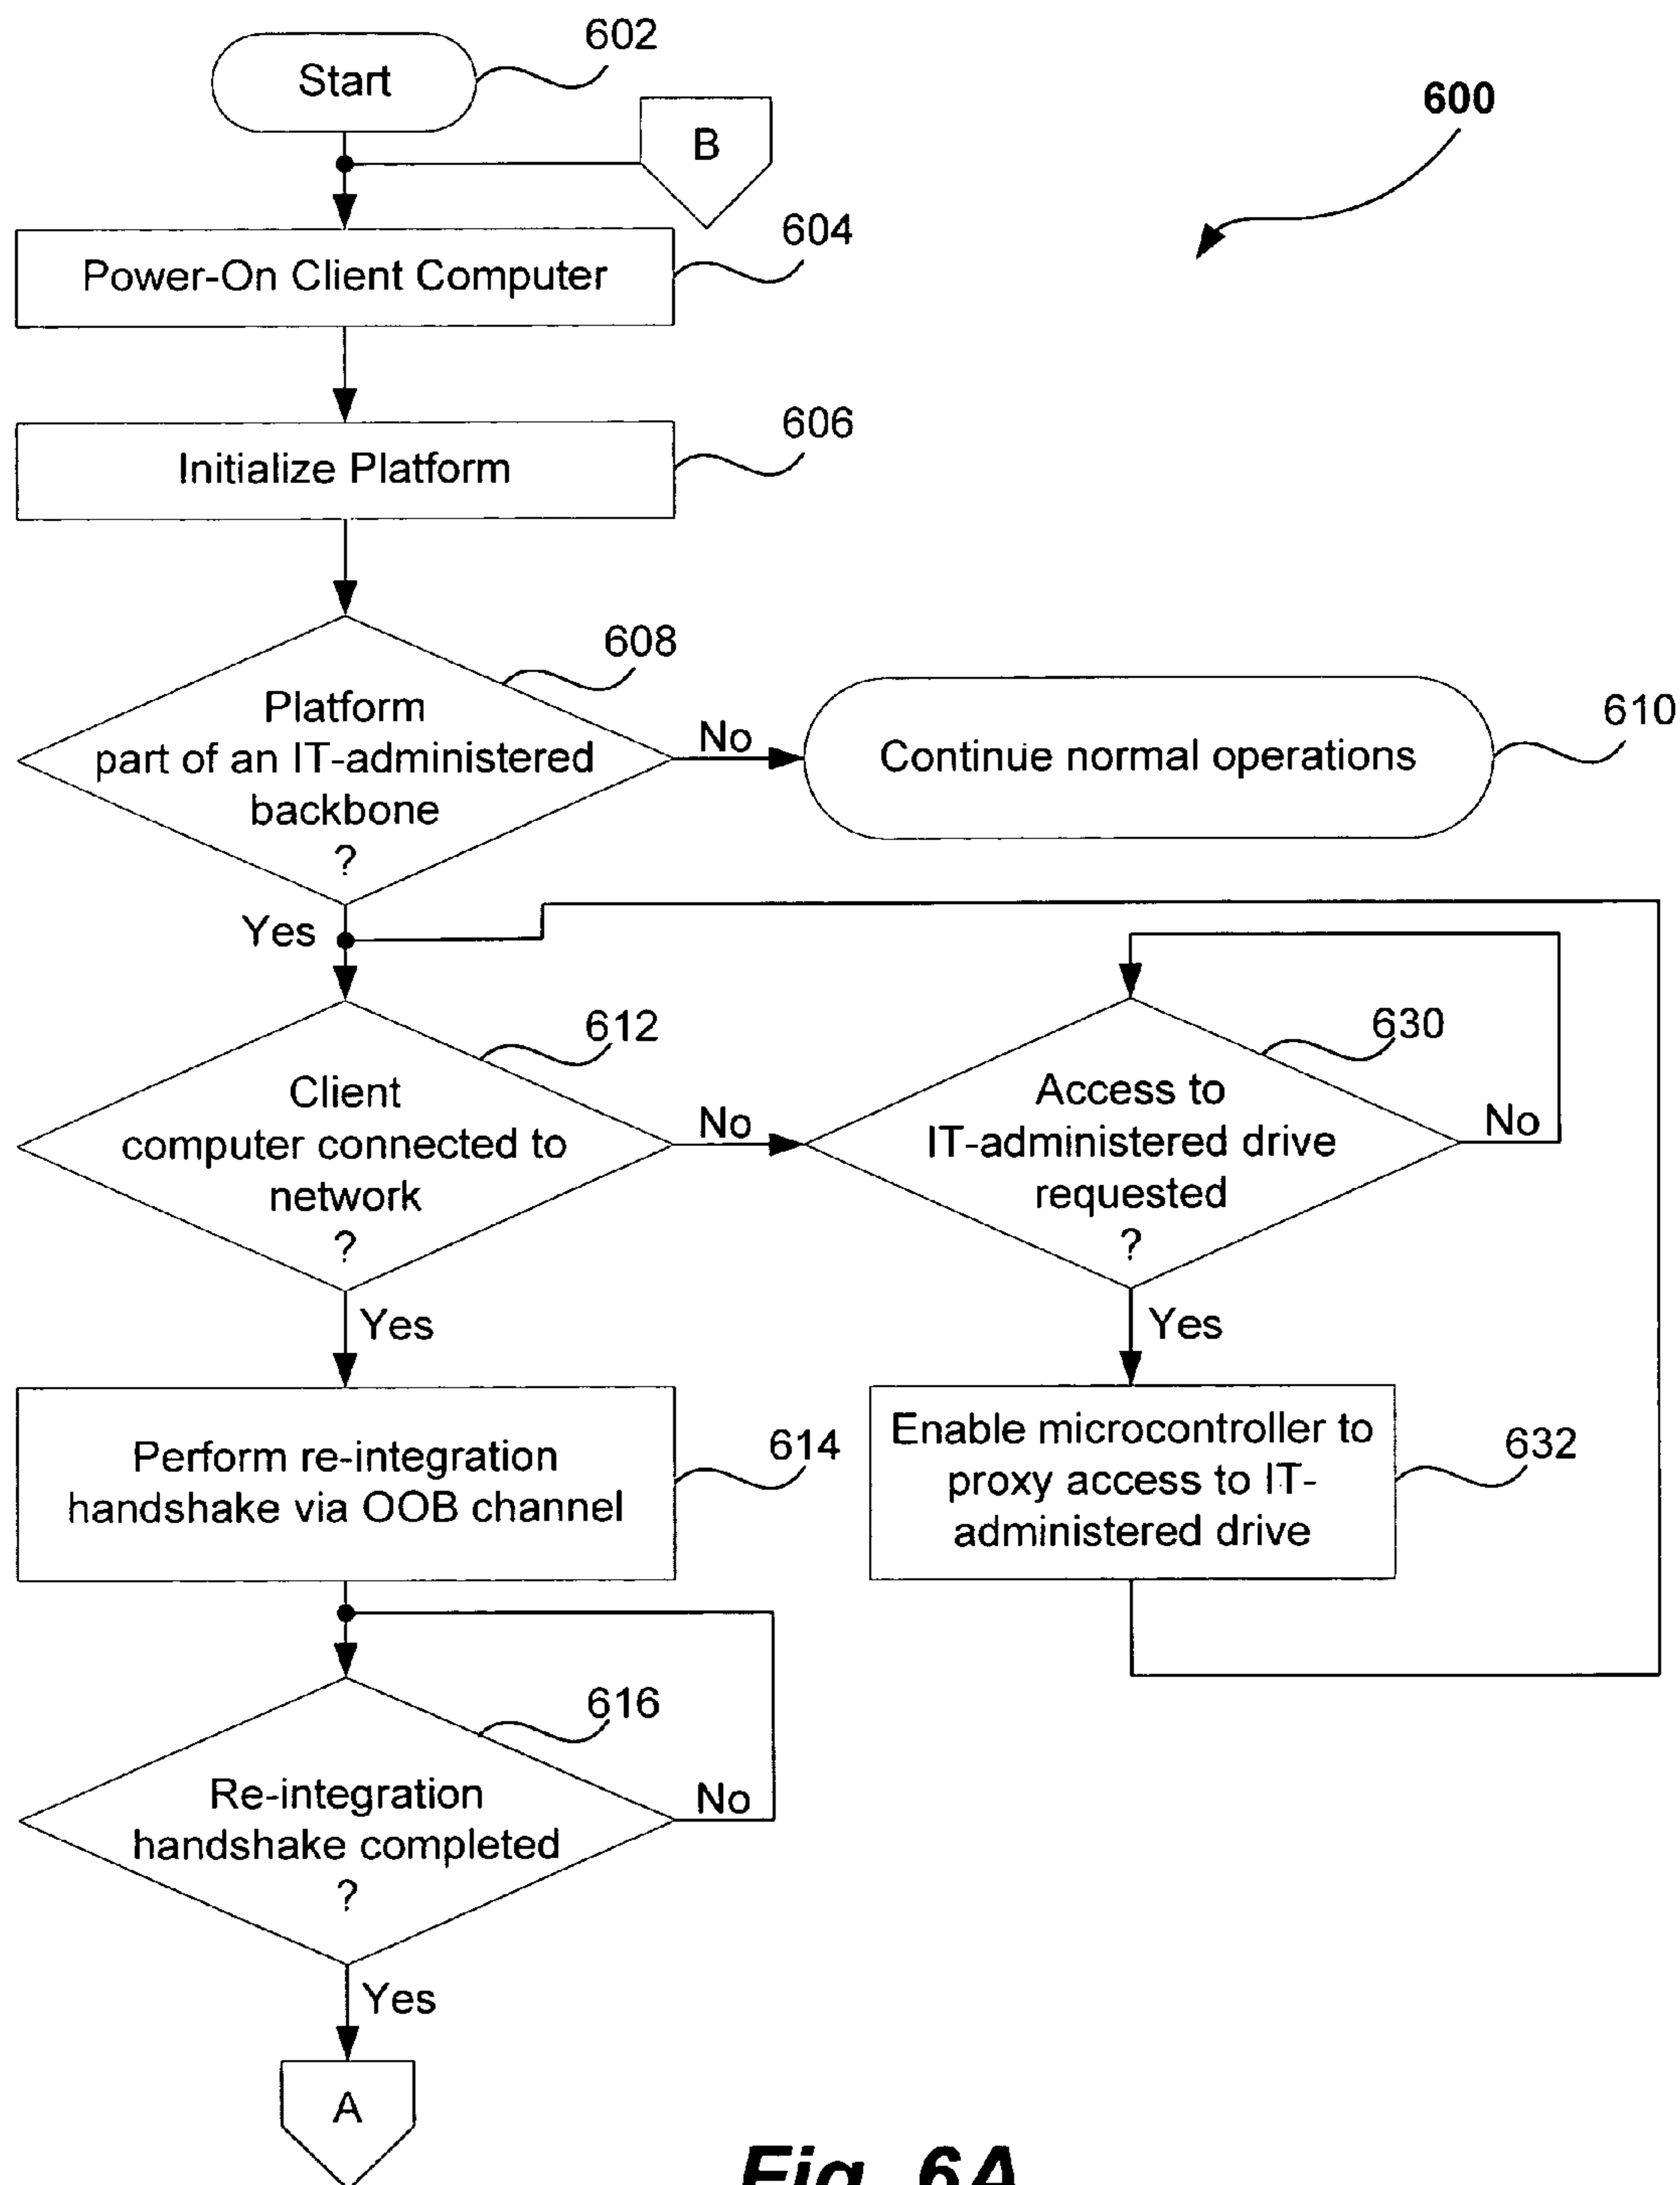 602
Start
600
B
604
Power-On Client Computer
606
Initialize Platform
608
Platform
part of an IT-administered
backbone
?
No
610
Continue normal operations
Yes
612
Client
computer connected to
network
?
No
630
Access to
IT-administered drive
requested
?
No
Yes
Yes
614
Perform re-integration
handshake via OOB channel
Enable microcontroller to
proxy access to IT-
administered drive
632
616
Re-integration
handshake completed
?
No
Yes
A
Fig. 6A